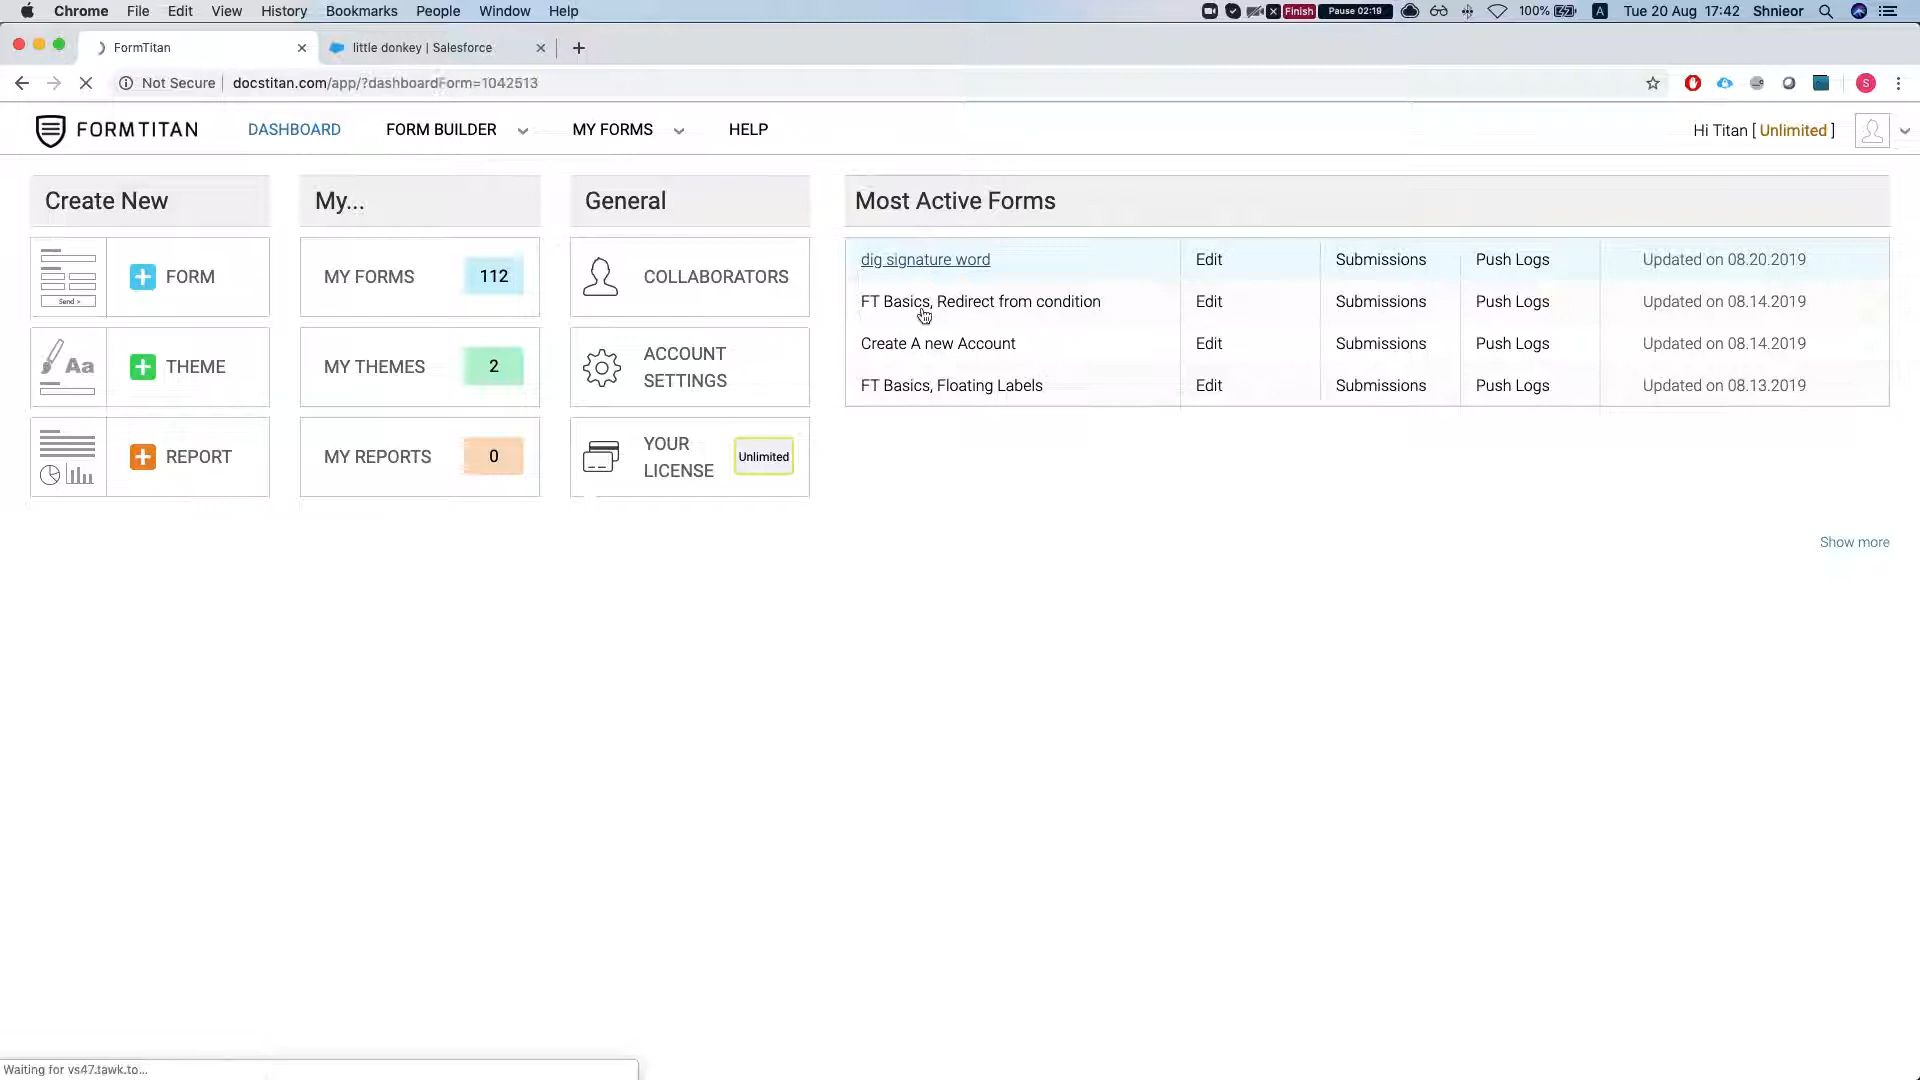 Chrome File Edit View History Bookmarks People Window Help
Finish Pause 02:19 100% A Tue 20 Aug 17:42 Shnieor
FormTitan
little donkey | Salesforce
Not Secure docstitan.com/app/?dashboardForm=1042513
S
FORMTITAN DASHBOARD FORM BUILDER MY FORMS HELP
Hi Titan [ Unlimited ]
Create New
Send >
FORM
Aa
THEME
REPORT
My...
MY FORMS 112
MY THEMES 2
MY REPORTS 0
General
COLLABORATORS
ACCOUNT
SETTINGS
YOUR
LICENSE
Unlimited
Most Active Forms
dig signature word Edit Submissions Push Logs Updated on 08.20.2019
FT Basics, Redirect from condition Edit Submissions Push Logs Updated on 08.14.2019
Create A new Account Edit Submissions Push Logs Updated on 08.14.2019
FT Basics, Floating Labels Edit Submissions Push Logs Updated on 08.13.2019
Show more
Waiting for vs47.tawk.to...